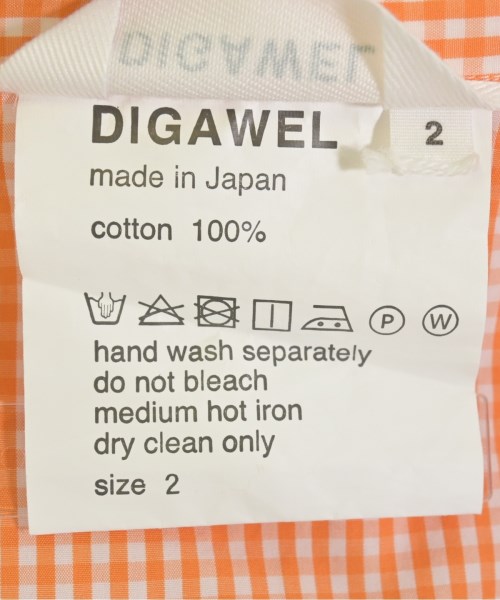 DIGAWEL
DIGAWEL
2
made in Japan
cotton 100%
P W
hand wash separately
do not bleach
medium hot iron
dry clean only
size 2